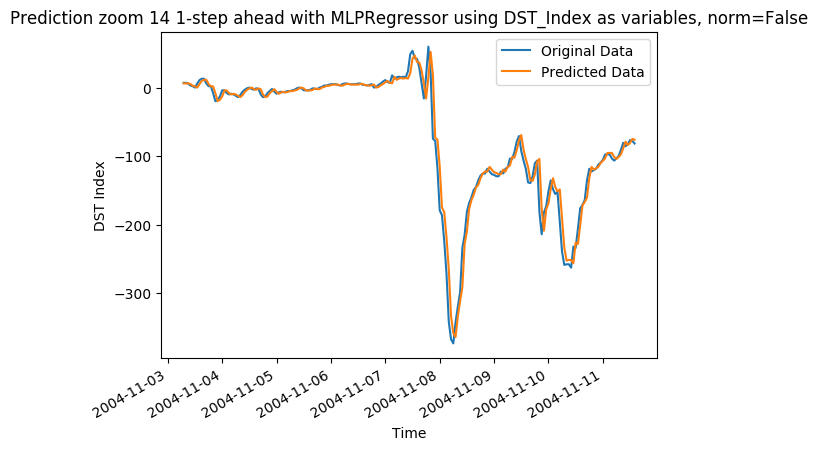 Prediction zoom 14 1-step ahead with MLPRegressor using DST_Index as variables, norm=False
Original Data
Predicted Data
0
−100
−200
−300
DST Index
2004-11-03
2004-11-04
2004-11-05
2004-11-06
2004-11-07
2004-11-08
2004-11-09
2004-11-10
2004-11-11
Time